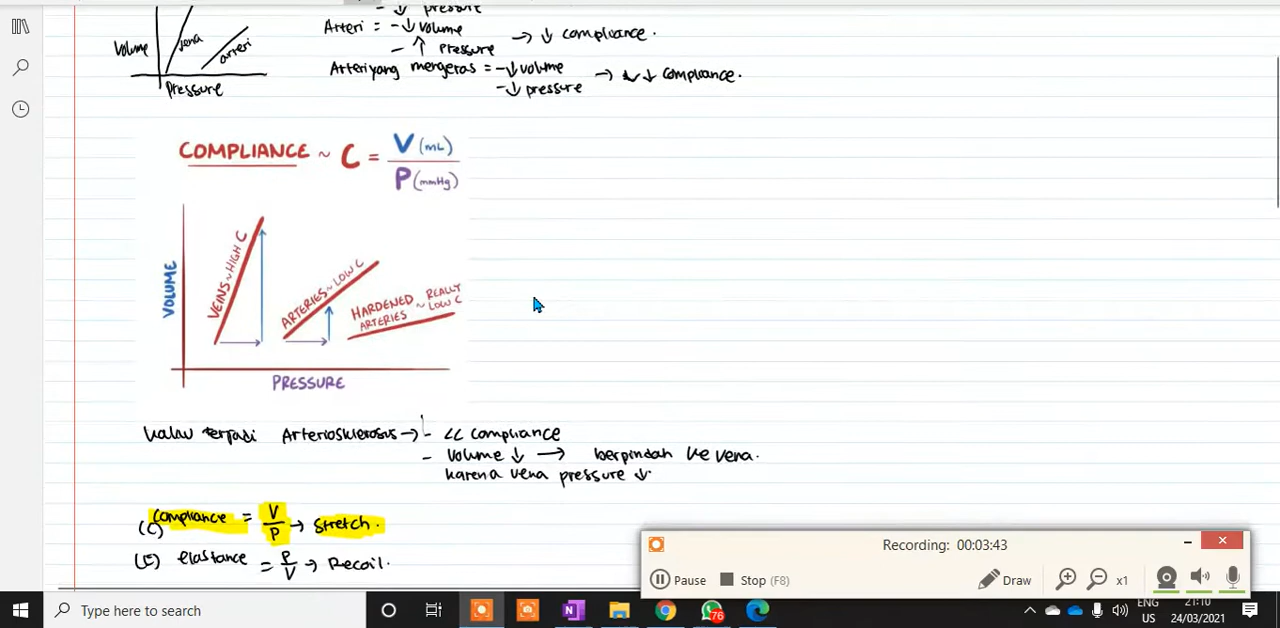 - ↓ pressure
Arteri = - ↓ volume
- ↑ pressure → ↓ compliance.
Volume
vena
arteri
Pressure
Arteri yang mengeras = - ↓ volume → ↓↓ compliance.
- ↓ pressure
COMPLIANCE ~ C = V (mL)
P (mmHg)
VOLUME
VEINS ~ HIGH C
ARTERIES ~ LOW C
HARDENED ARTERIES ~ REALLY LOW C
PRESSURE
kalau terjadi Arteriosklerosis → - << compliance
- Volume ↓ → berpindah ke vena.
karena vena pressure ↓.
(C) Compliance = V/P → Stretch.
(E) elastance = P/V → Recoil.
Recording: 00:03:43
Pause Stop (F8) Draw x1
Type here to search
76
ENG
US
21:10
24/03/2021